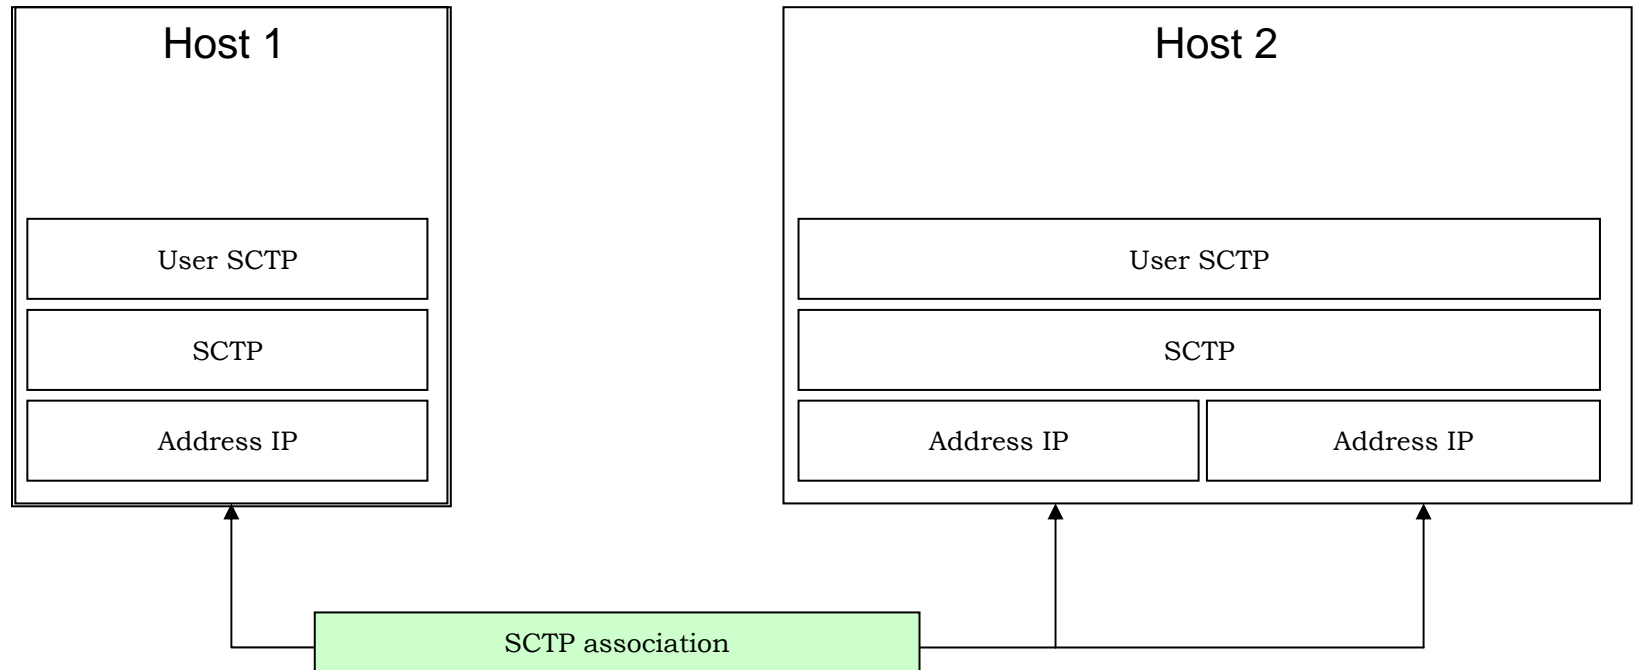 Host 1
User SCTP
SCTP
Address IP
Host 2
User SCTP
SCTP
Address IP
Address IP
SCTP association